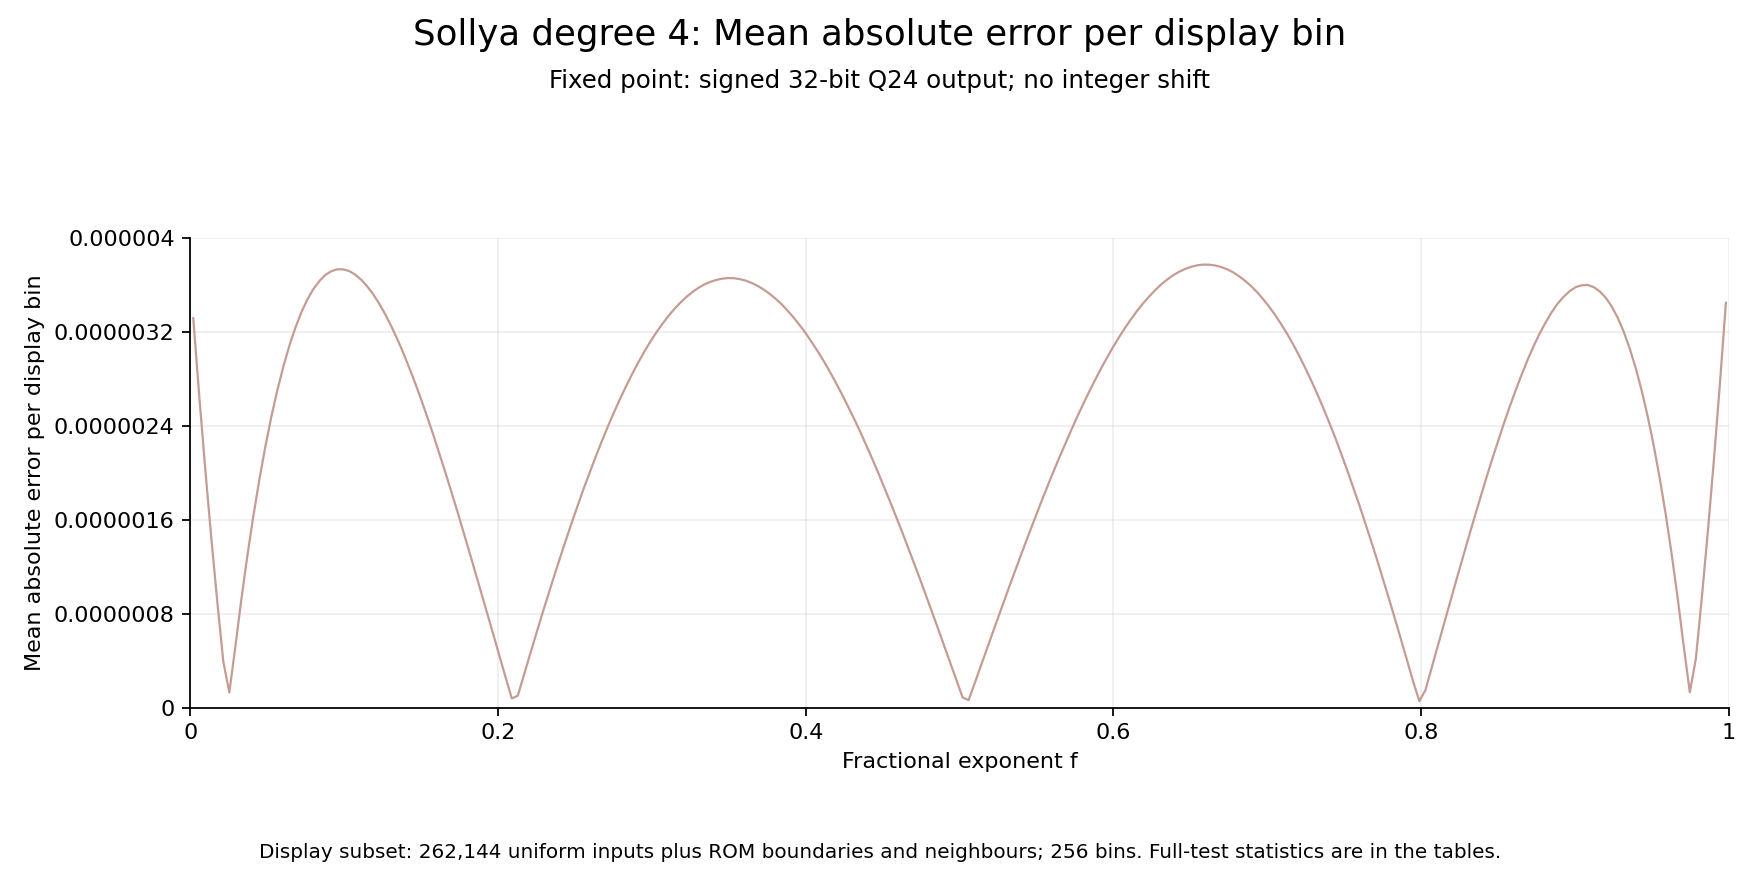 Sollya degree 4: Mean absolute error per display bin
Fixed point: signed 32-bit Q24 output; no integer shift
Mean absolute error per display bin
0.000004
0.0000032
0.0000024
0.0000016
0.0000008
0
0 0.2 0.4 0.6 0.8 1
Fractional exponent f
Display subset: 262,144 uniform inputs plus ROM boundaries and neighbours; 256 bins. Full-test statistics are in the tables.